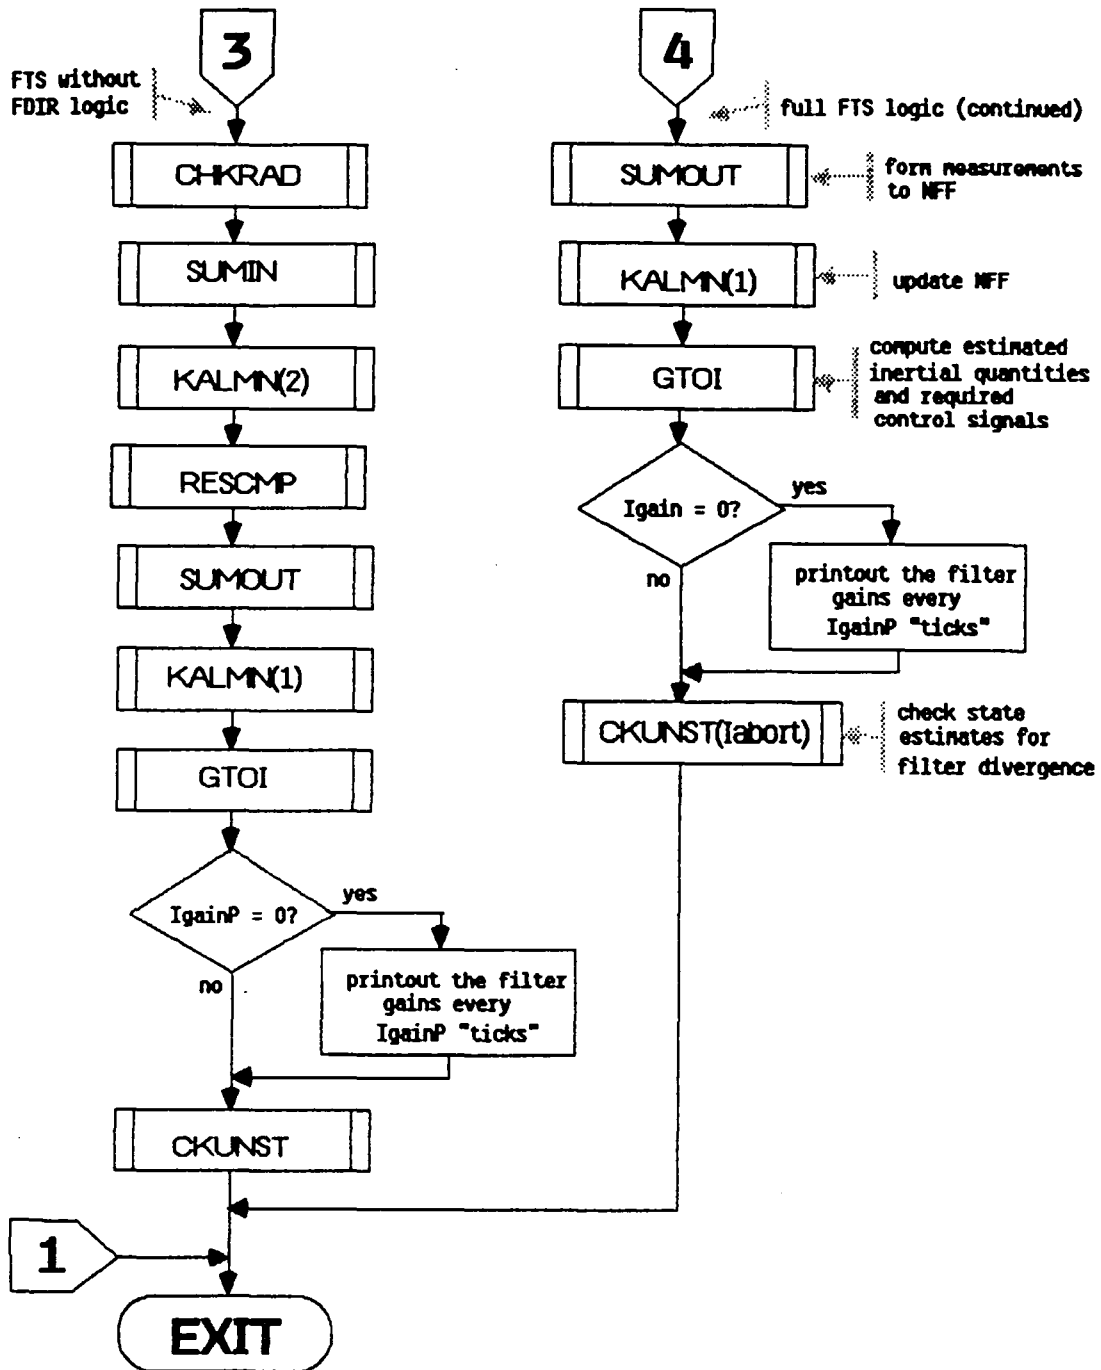 3
FTS without
FDIR logic
CHKRAD
SUMIN
KALMN(2)
RESCMP
SUMOUT
KALMN(1)
GTOI
IgainP = 0?
yes
no
printout the filter
gains every
IgainP "ticks"
CKUNST
1
EXIT
4
full FTS logic (continued)
SUMOUT
form measurements
to NFF
KALMN(1)
update NFF
GTOI
compute estimated
inertial quantities
and required
control signals
Igain = 0?
yes
no
printout the filter
gains every
IgainP "ticks"
CKUNST(Iabort)
check state
estimates for
filter divergence